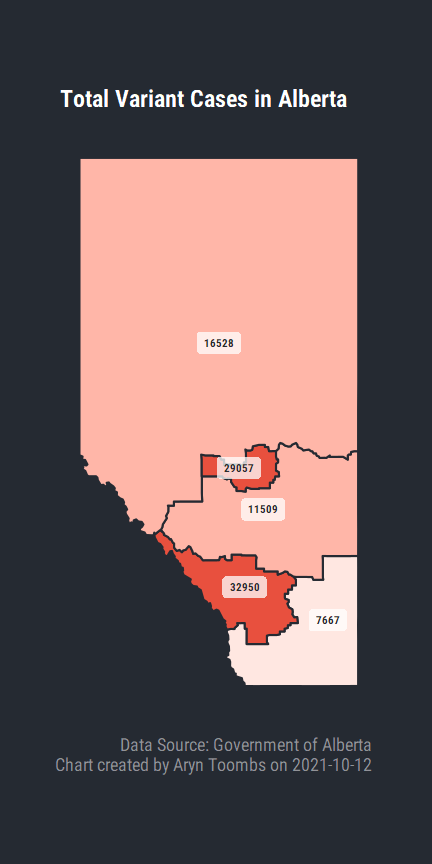 Total Variant Cases in Alberta
16528
29057
11509
32950
7667
Data Source: Government of Alberta
Chart created by Aryn Toombs on 2021-10-12